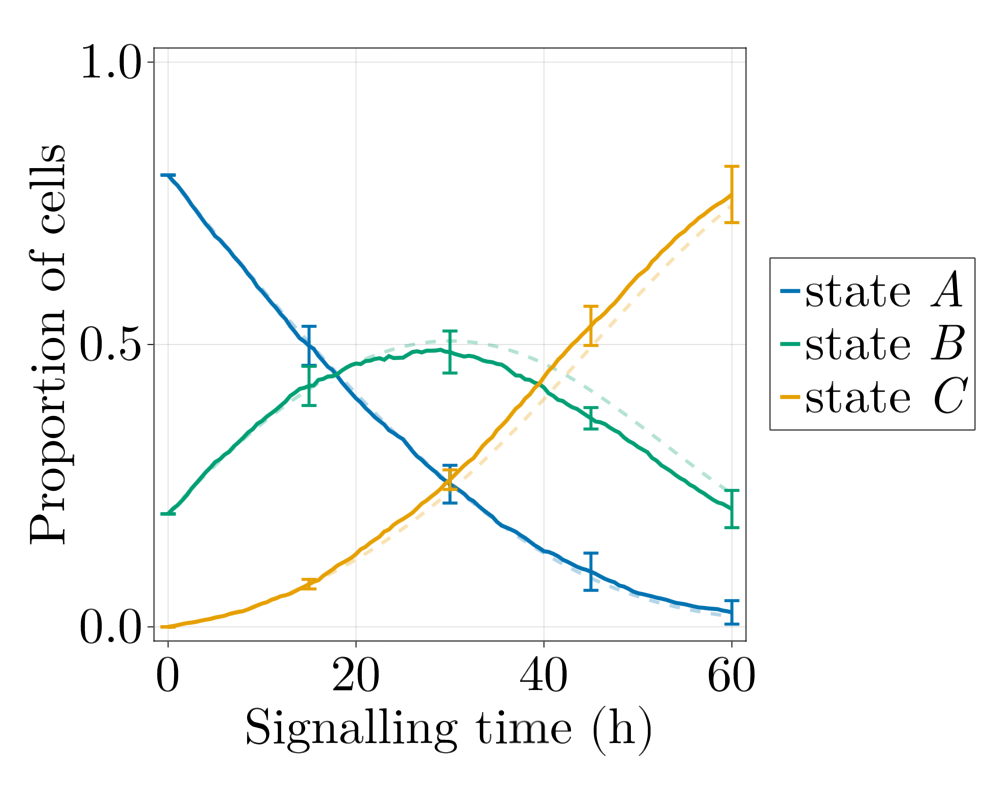 1.0
0.5
0.0
Proportion of cells
0
20
40
60
Signalling time (h)
state A
state B
state C